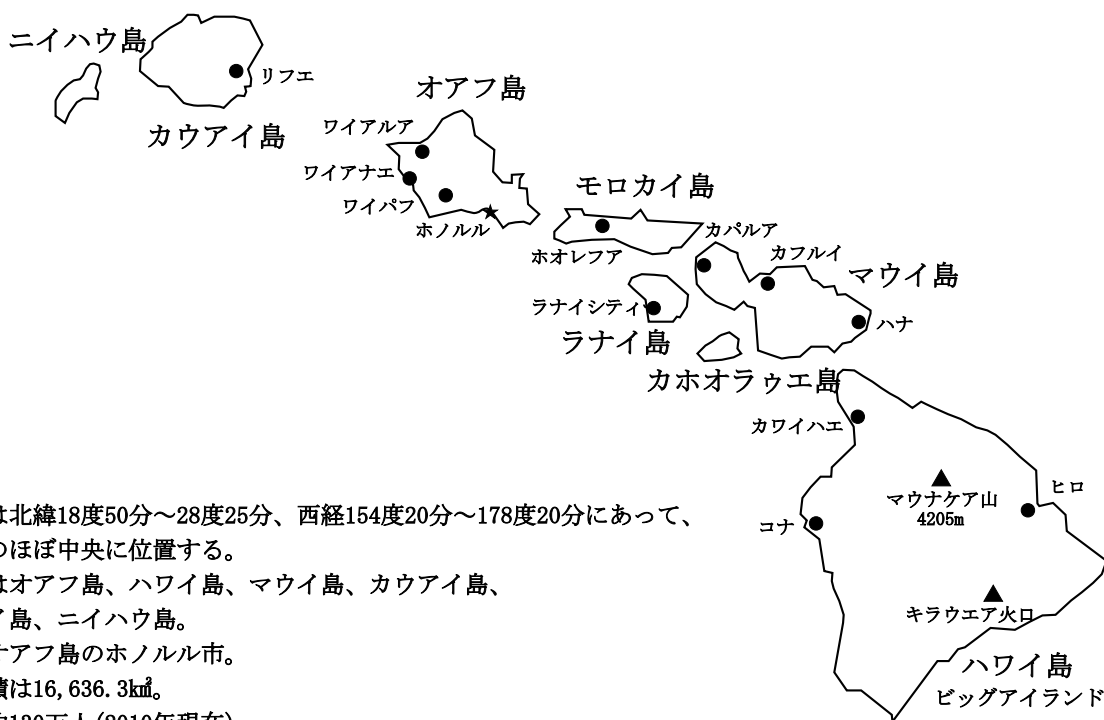 ニイハウ島
リフエ
カウアイ島
オアフ島
ワイアルア
ワイアナエ
ワイパフ
ホノルル
モロカイ島
ホオレフア
カパルア
カフルイ
マウイ島
ハナ
ラナイシティ
ラナイ島
カホオラゥエ島
カワイハエ
マウナケア山
4205m
ヒロ
コナ
キラウエア火口
ハワイ島
ビッグアイランド
は北緯18度50分～28度25分、西経154度20分～178度20分にあって、
のほぼ中央に位置する。
はオアフ島、ハワイ島、マウイ島、カウアイ島、
イ島、ニイハウ島。
オアフ島のホノルル市。
積は16,636.3㎢。